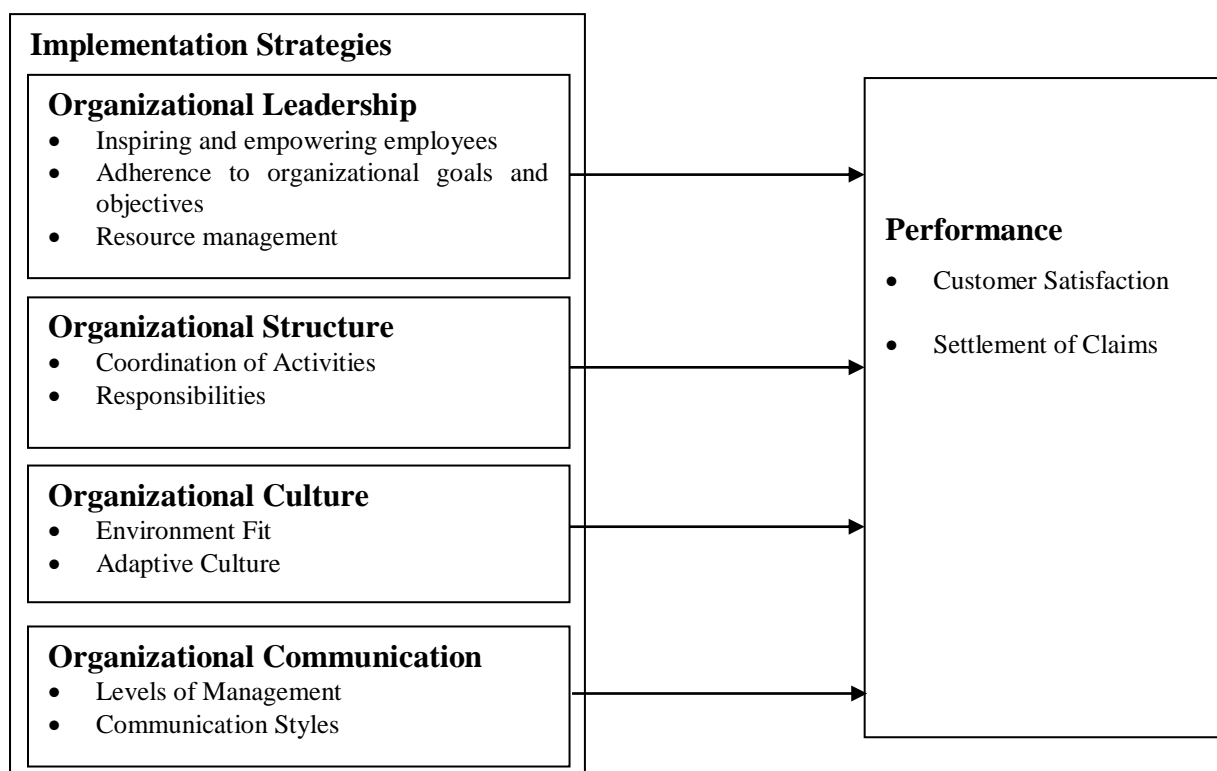 Implementation Strategies
Organizational Leadership
• Inspiring and empowering employees
• Adherence to organizational goals and
objectives
• Resource management
Organizational Structure
• Coordination of Activities
• Responsibilities
Organizational Culture
• Environment Fit
• Adaptive Culture
Organizational Communication
• Levels of Management
• Communication Styles
Performance
• Customer Satisfaction
• Settlement of Claims